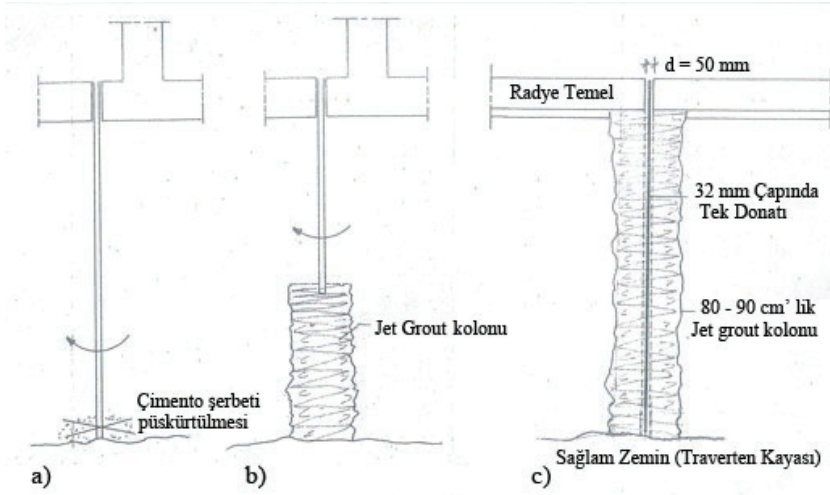 d = 50 mm
Radye Temel
32 mm Çapında
Tek Donatı
Jet Grout kolonu
80 - 90 cm' lik
Jet grout kolonu
Çimento şerbeti
püskürtülmesi
Sağlam Zemin (Traverten Kayası)
a)
b)
c)